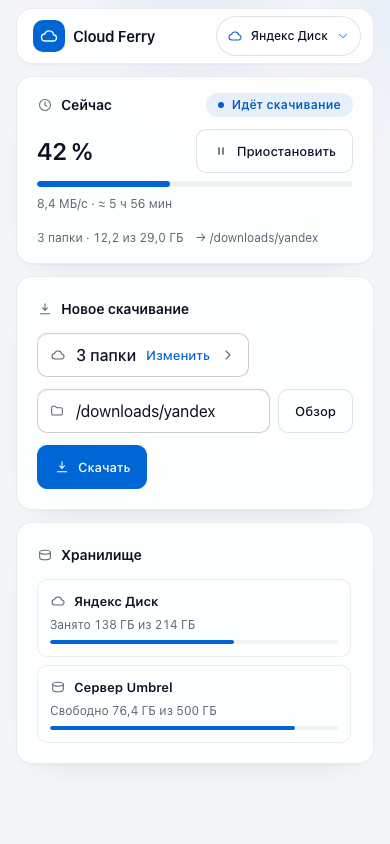 Cloud Ferry
Яндекс Диск
Сейчас
Идёт скачивание
42 %
Приостановить
8,4 МБ/с · ≈ 5 ч 56 мин
3 папки · 12,2 из 29,0 ГБ → /downloads/yandex
Новое скачивание
3 папки Изменить
/downloads/yandex
Обзор
Скачать
Хранилище
Яндекс Диск
Занято 138 ГБ из 214 ГБ
Сервер Umbrel
Свободно 76,4 ГБ из 500 ГБ